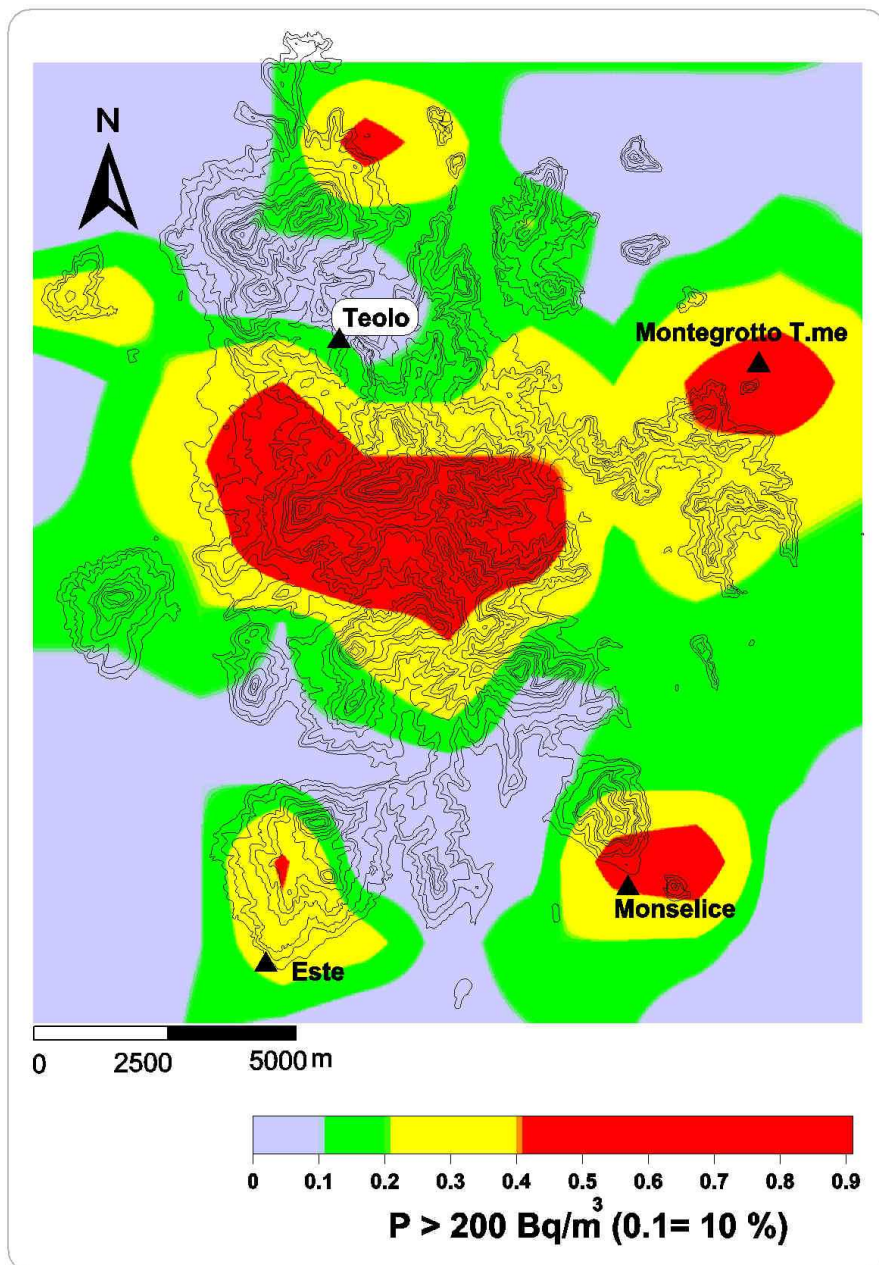 N
Teolo
Montegrotto T.me
Monselice
Este
0 2500 5000 m
0 0.1 0.2 0.3 0.4 0.5 0.6 0.7 0.8 0.9
P > 200 Bq/m³ (0.1= 10 %)